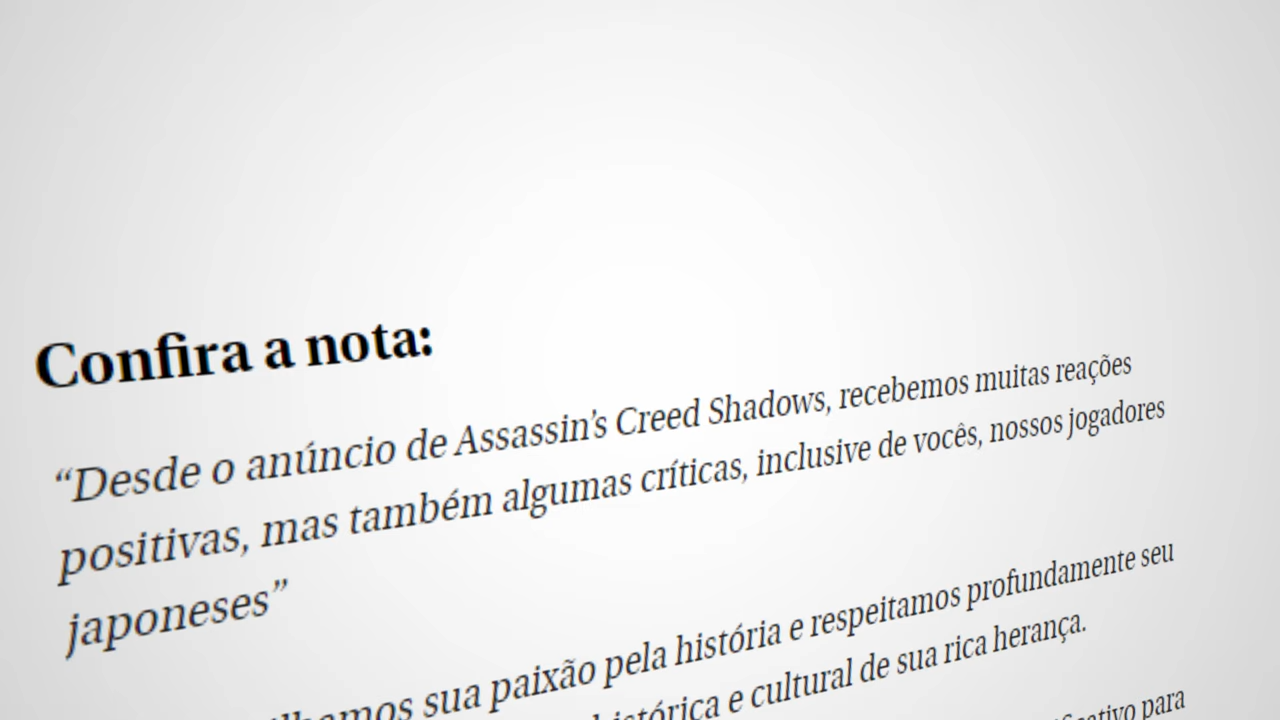 Confira a nota:
“Desde o anúncio de Assassin’s Creed Shadows, recebemos muitas reações
positivas, mas também algumas críticas, inclusive de vocês, nossos jogadores
japoneses”
sua paixão pela história e respeitamos profundamente seu
histórica e cultural de sua rica herança.
para